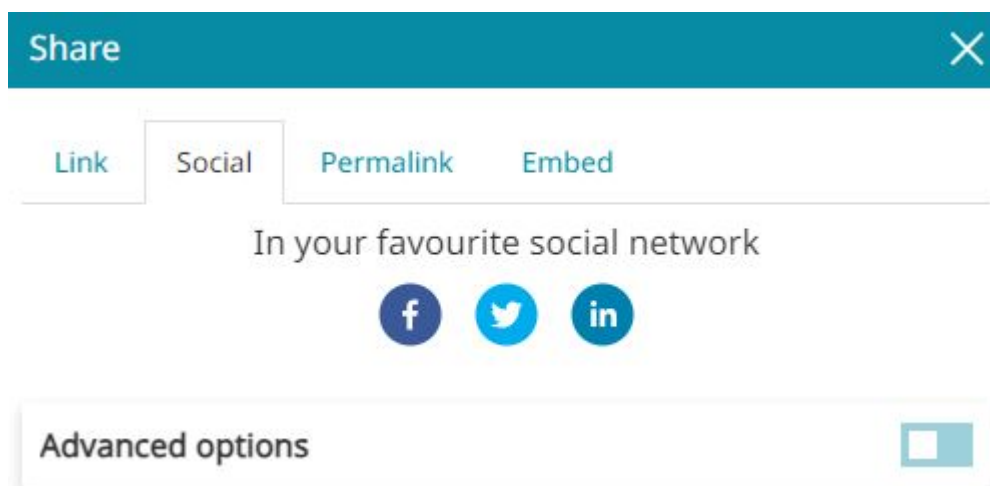 Share
Link Social Permalink Embed
In your favourite social network
f in
Advanced options